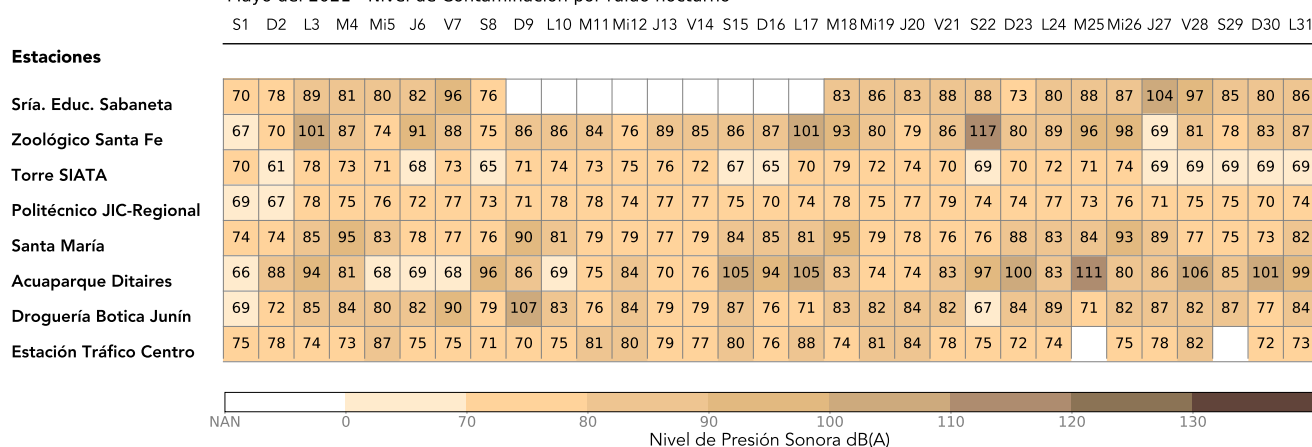 S1 D2 L3 M4 Mi5 J6 V7 S8 D9 L10 M11 Mi12 J13 V14 S15 D16 L17 M18 Mi19 J20 V21 S22 D23 L24 M25 Mi26 J27 V28 S29 D30 L31
Estaciones
Sría. Educ. Sabaneta 70 78 89 81 80 82 96 76 83 86 83 88 88 73 80 88 87 104 97 85 80 86
Zoológico Santa Fe 67 70 101 87 74 91 88 75 86 86 84 76 89 85 86 87 101 93 80 79 86 117 80 89 96 98 69 81 78 83 87
Torre SIATA 70 61 78 73 71 68 73 65 71 74 73 75 76 72 67 65 70 79 72 74 70 69 70 72 71 74 69 69 69 69 69
Politécnico JIC-Regional 69 67 78 75 76 72 77 73 71 78 78 74 77 77 75 70 74 78 75 77 79 74 74 77 73 76 71 75 75 70 74
Santa María 74 74 85 95 83 78 77 76 90 81 79 79 77 79 84 85 81 95 79 78 76 76 88 83 84 93 89 77 75 73 82
Acuaparque Ditaires 66 88 94 81 68 69 68 96 86 69 75 84 70 76 105 94 105 83 74 74 83 97 100 83 111 80 86 106 85 101 99
Droguería Botica Junín 69 72 85 84 80 82 90 79 107 83 76 84 79 79 87 76 71 83 82 84 82 67 84 89 71 82 87 82 87 77 84
Estación Tráfico Centro 75 78 74 73 87 75 75 71 70 75 81 80 79 77 80 76 88 74 81 84 78 75 72 74 75 78 82 72 73
NAN 0 70 80 90 100 110 120 130
Nivel de Presión Sonora dB(A)